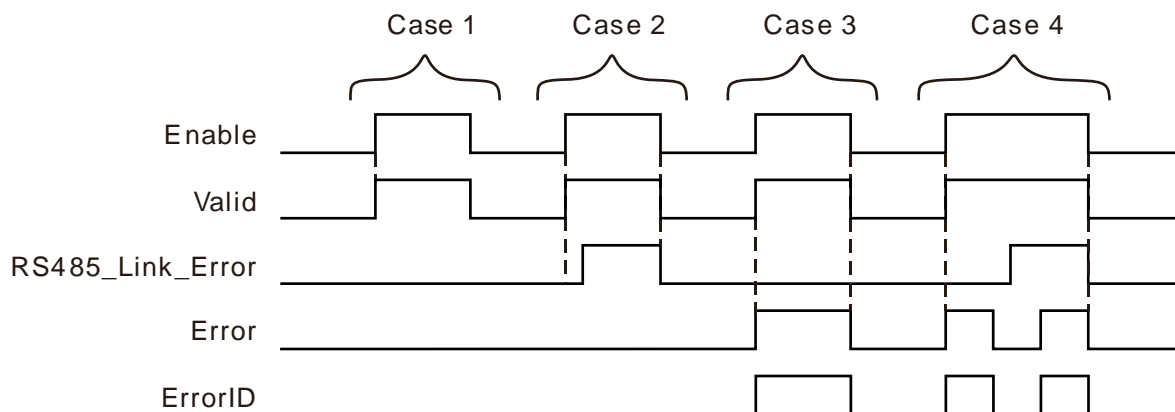 Case 1 Case 2 Case 3 Case 4
Enable
Valid
RS485_Link_Error
Error
ErrorID